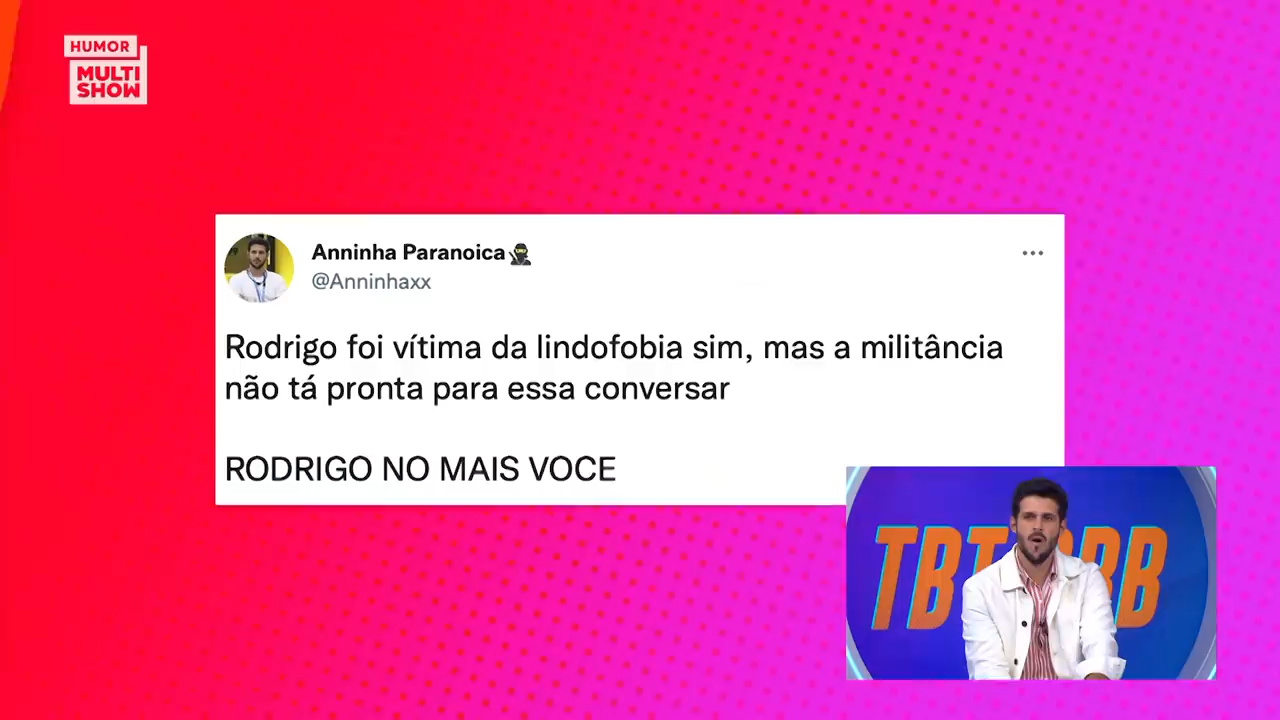 HUMOR
MULTI
SHOW
Anninha Paranoica
@Anninhaxx
Rodrigo foi vítima da lindofobia sim, mas a militância
não tá pronta para essa conversar
RODRIGO NO MAIS VOCE